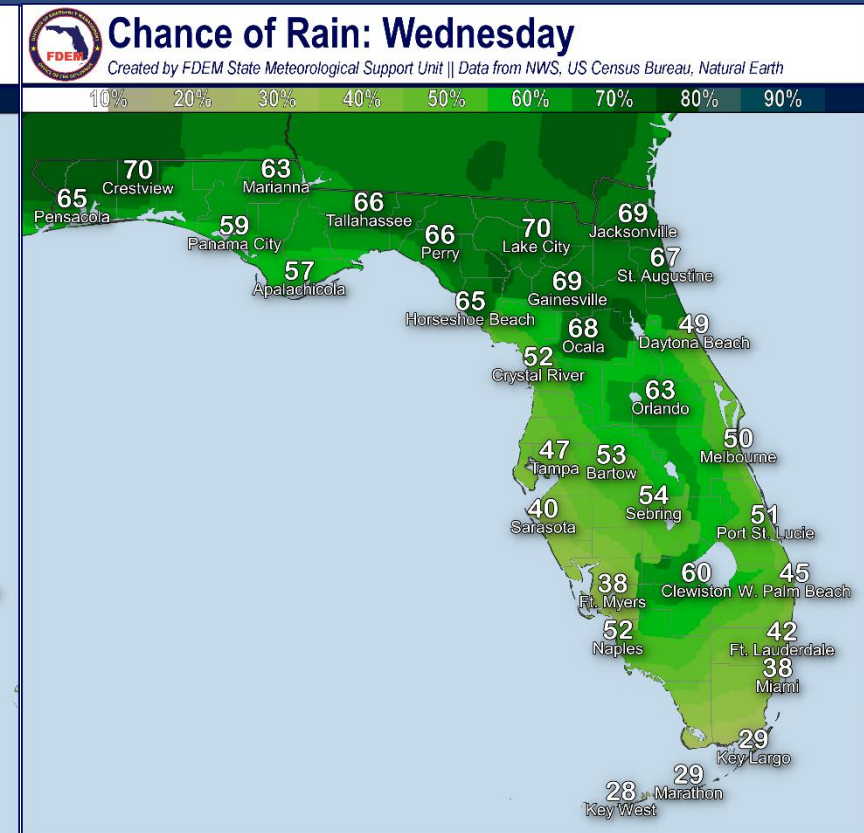 FDEM
Chance of Rain: Wednesday
Created by FDEM State Meteorological Support Unit || Data from NWS, US Census Bureau, Natural Earth
10% 20% 30% 40% 50% 60% 70% 80% 90%
70
Crestview
63
Marianna
65
Pensacola
66
Tallahassee
59
Panama City
57
Apalachicola
66
Perry
70
Lake City
69
Jacksonville
67
St. Augustine
69
Gainesville
65
Horseshoe Beach
68
Ocala
49
Daytona Beach
52
Crystal River
63
Orlando
50
Melbourne
47
Tampa
53
Bartow
54
Sebring
40
Sarasota
51
Port St. Lucie
38
Ft. Myers
60
Clewiston
45
W. Palm Beach
52
Naples
42
Ft. Lauderdale
38
Miami
29
Key Largo
29
Marathon
28
Key West